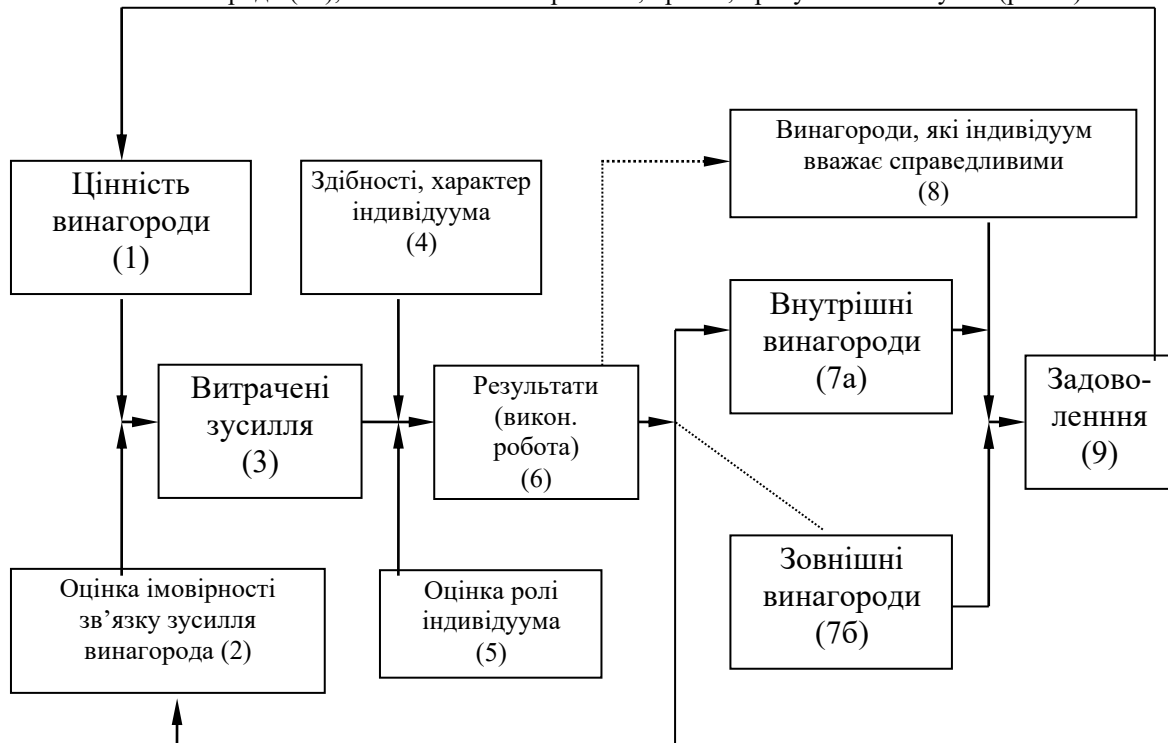 Цінність
винагороди
(1)
Здібності, характер
індивідуума
(4)
Винагороди, які індивідуум
вважає справедливими
(8)
Внутрішні
винагороди
(7а)
Витрачені
зусилля
(3)
Результати
(викон.
робота)
(6)
Задово-
ленння
(9)
Оцінка імовірності
зв’язку зусилля
винагорода (2)
Оцінка ролі
індивідуума
(5)
Зовнішні
винагороди
(7б)